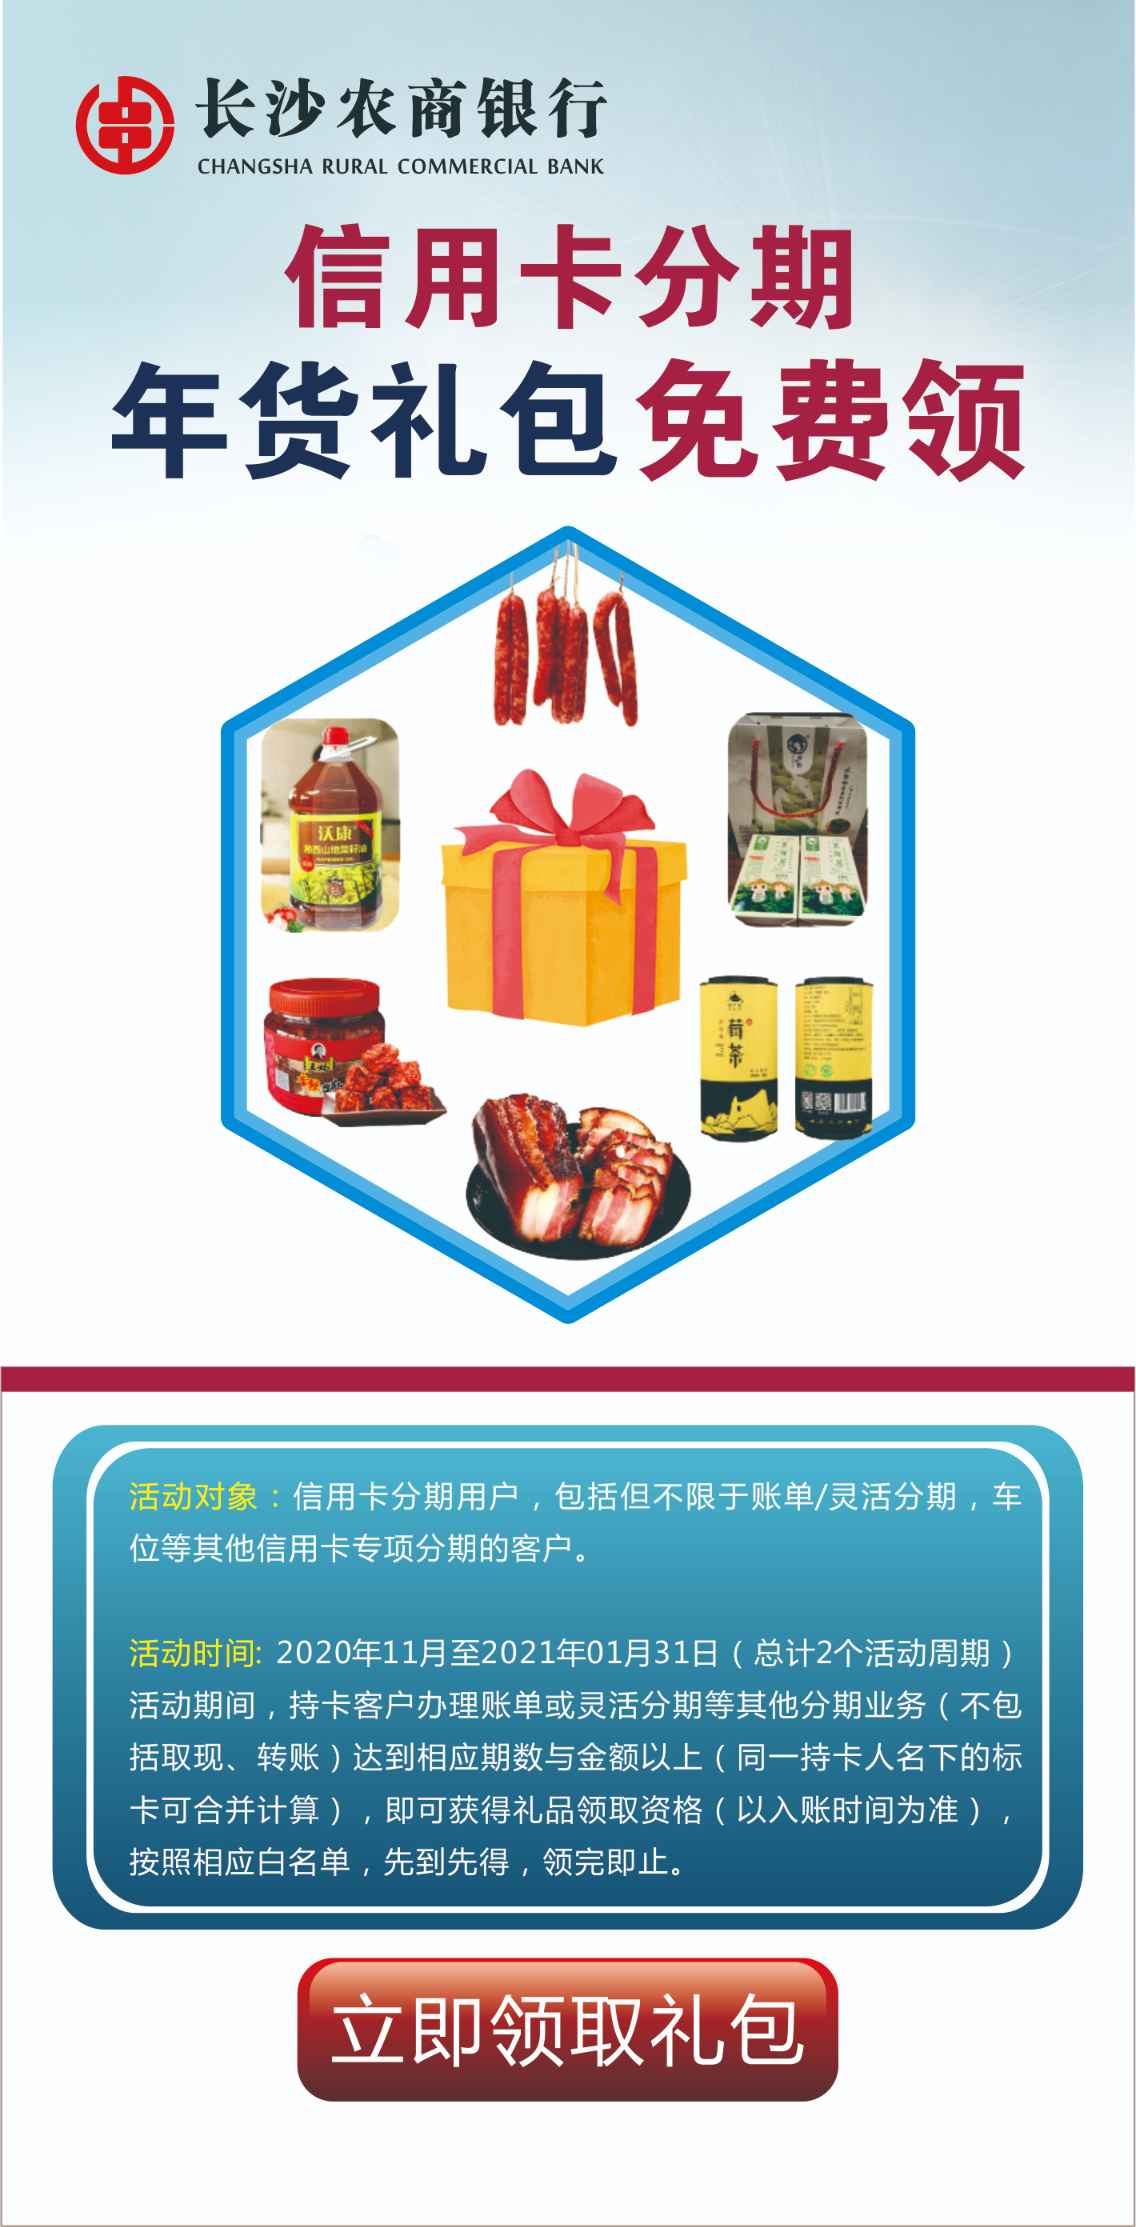 长沙农商银行
CHANGSHA RURAL COMMERCIAL BANK
信用卡分期
年货礼包免费领
沃康
莓茶
活动对象：信用卡分期用户，包括但不限于账单/灵活分期，车
位等其他信用卡专项分期的客户。
活动时间: 2020年11月至2021年01月31日（总计2个活动周期）
活动期间，持卡客户办理账单或灵活分期等其他分期业务（不包
括取现、转账）达到相应期数与金额以上（同一持卡人名下的标
卡可合并计算），即可获得礼品领取资格（以入账时间为准），
按照相应白名单，先到先得，领完即止。
立即领取礼包